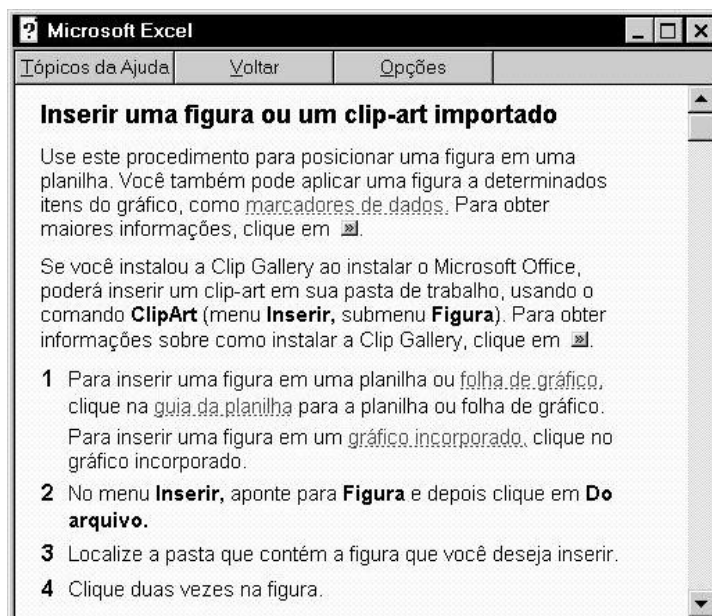 Microsoft Excel
Tópicos da Ajuda Voltar Opções
Inserir uma figura ou um clip-art importado
Use este procedimento para posicionar uma figura em uma
planilha. Você também pode aplicar uma figura a determinados
itens do gráfico, como marcadores de dados. Para obter
maiores informações, clique em ».
Se você instalou a Clip Gallery ao instalar o Microsoft Office,
poderá inserir um clip-art em sua pasta de trabalho, usando o
comando ClipArt (menu Inserir, submenu Figura). Para obter
informações sobre como instalar a Clip Gallery, clique em ».
1 Para inserir uma figura em uma planilha ou folha de gráfico,
clique na guia da planilha para a planilha ou folha de gráfico.
Para inserir uma figura em um gráfico incorporado, clique no
gráfico incorporado.
2 No menu Inserir, aponte para Figura e depois clique em Do
arquivo.
3 Localize a pasta que contém a figura que você deseja inserir.
4 Clique duas vezes na figura.